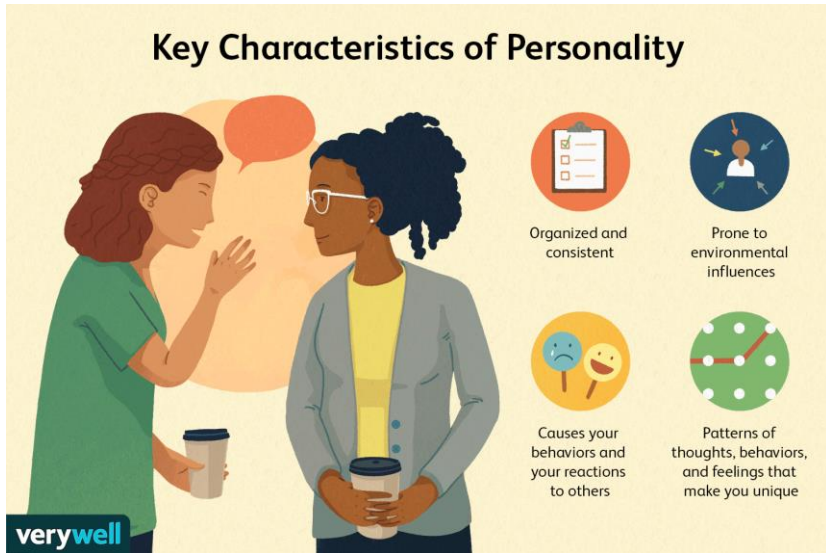 Key Characteristics of Personality
Organized and
consistent
Prone to
environmental
influences
Causes your
behaviors and
your reactions
to others
Patterns of
thoughts, behaviors,
and feelings that
make you unique
verywell